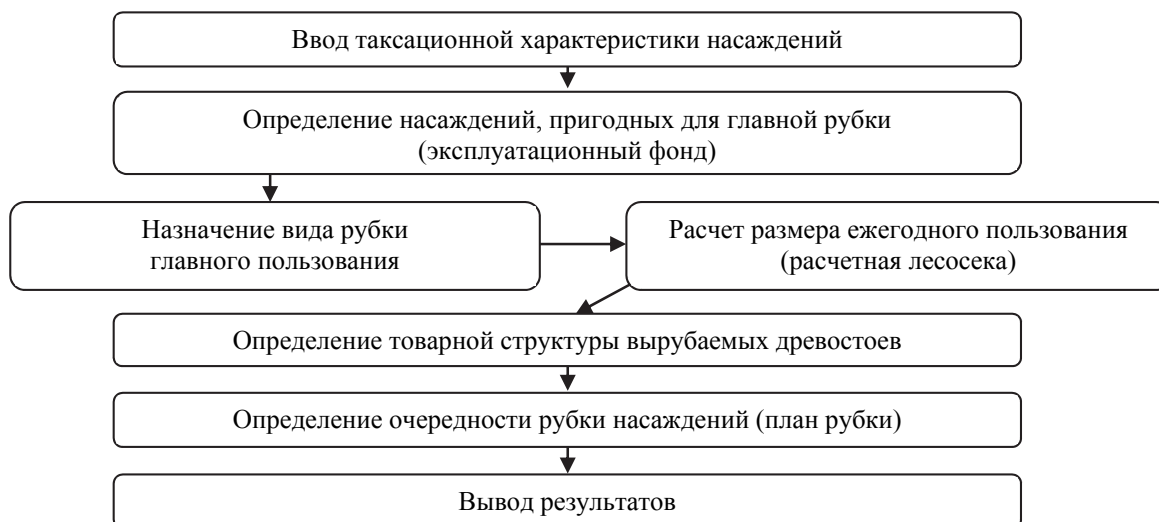 Ввод таксационной характеристики насаждений
Определение насаждений, пригодных для главной рубки
(эксплуатационный фонд)
Назначение вида рубки
главного пользования
Расчет размера ежегодного пользования
(расчетная лесосека)
Определение товарной структуры вырубаемых древостоев
Определение очередности рубки насаждений (план рубки)
Вывод результатов